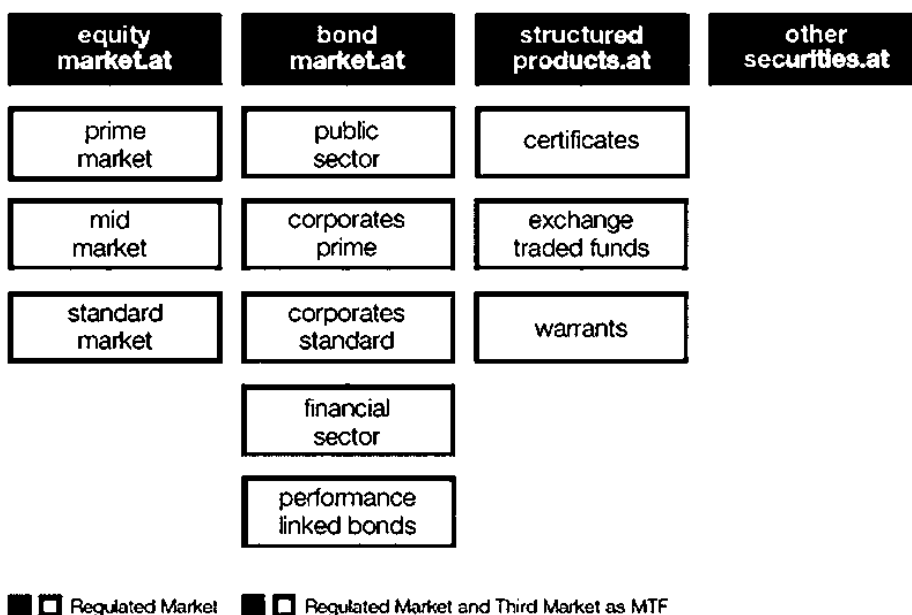 equity
market.at
bond
market.at
structured
products.at
other
securities.at
prime
market
public
sector
certificates
mid
market
corporates
prime
exchange
traded funds
standard
market
corporates
standard
warrants
financial
sector
performance
linked bonds
Regulated Market
Regulated Market and Third Market as MTF